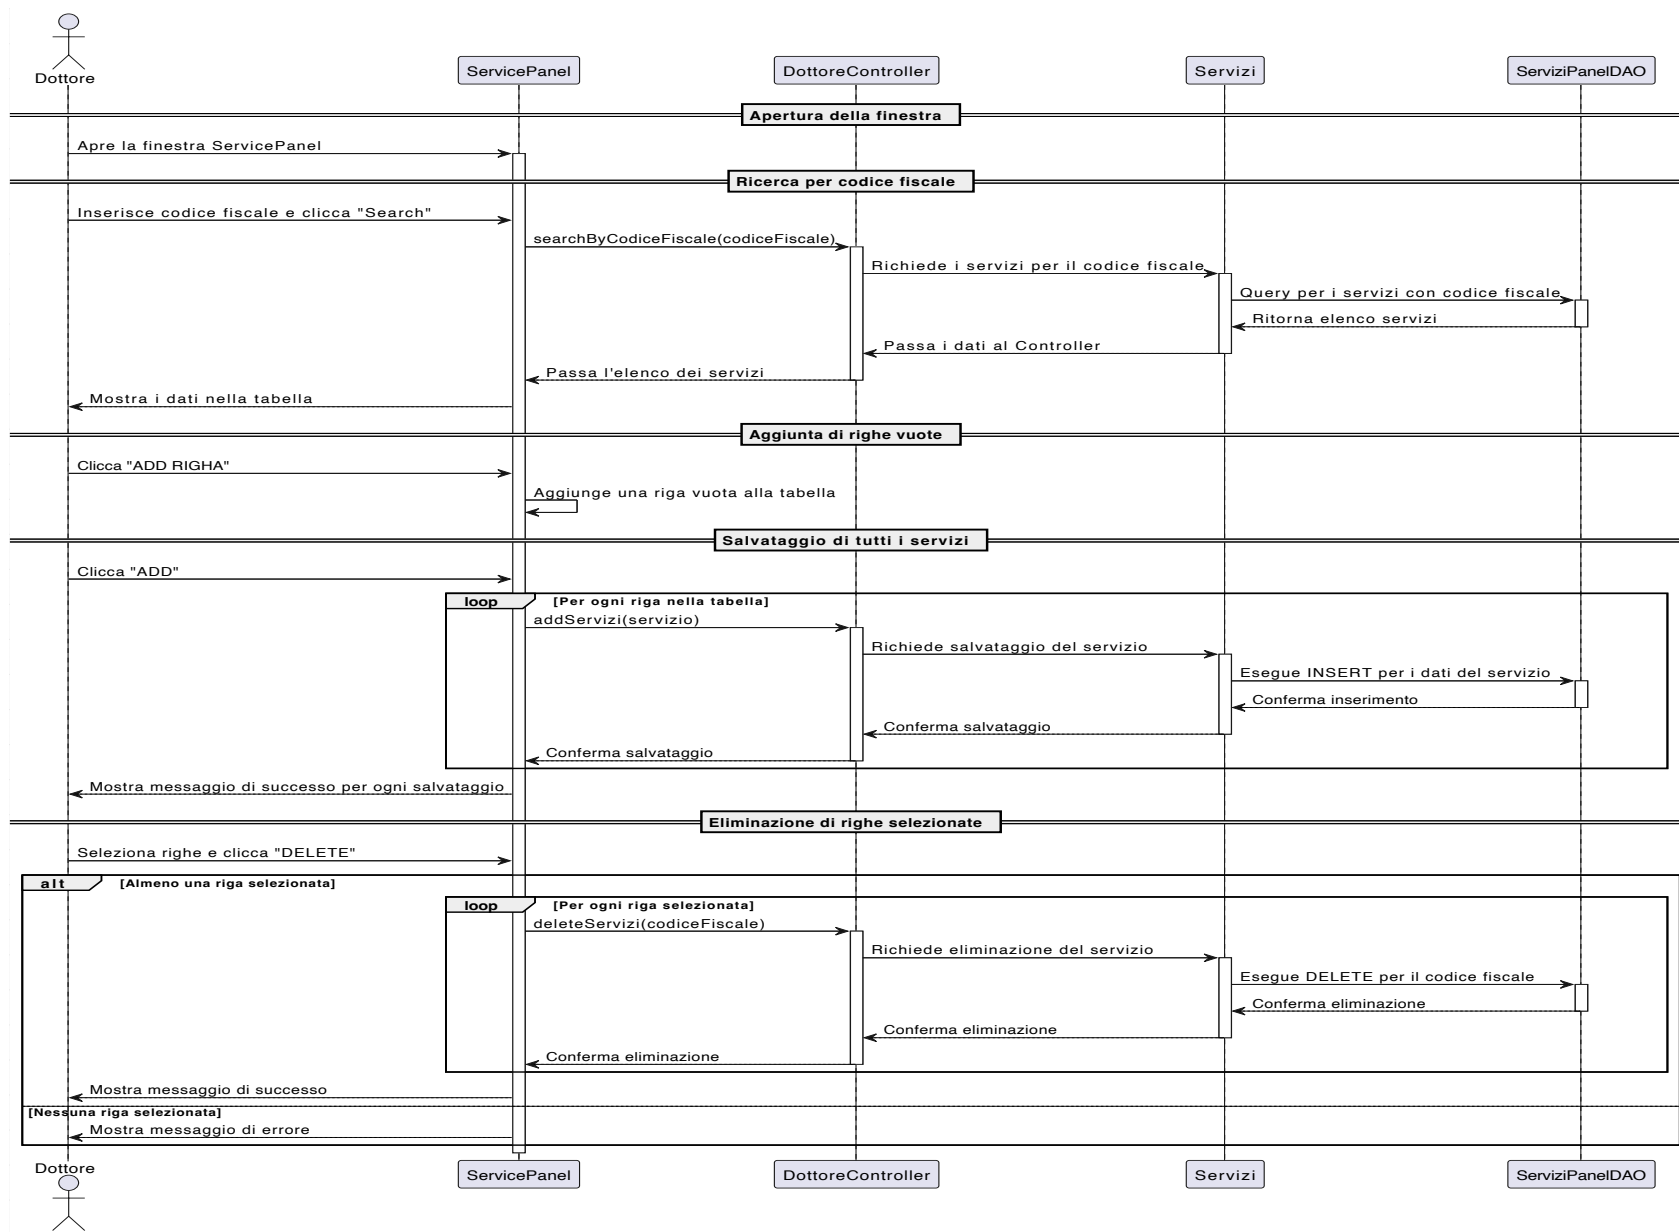 Dottore
ServicePanel
DottoreController
Servizi
ServiziPanelDAO
Apertura della finestra
Apre la finestra ServicePanel
Ricerca per codice fiscale
Inserisce codice fiscale e clicca "Search"
searchByCodiceFiscale(codiceFiscale)
Richiede i servizi per il codice fiscale
Query per i servizi con codice fiscale
Ritorna elenco servizi
Passa i dati al Controller
Passa l'elenco dei servizi
Mostra i dati nella tabella
Aggiunta di righe vuote
Clicca "ADD RIGHA"
Aggiunge una riga vuota alla tabella
Salvataggio di tutti i servizi
Clicca "ADD"
loop [Per ogni riga nella tabella]
addServizi(servizio)
Richiede salvataggio del servizio
Esegue INSERT per i dati del servizio
Conferma inserimento
Conferma salvataggio
Conferma salvataggio
Mostra messaggio di successo per ogni salvataggio
Eliminazione di righe selezionate
Seleziona righe e clicca "DELETE"
alt [Almeno una riga selezionata]
loop [Per ogni riga selezionata]
deleteServizi(codiceFiscale)
Richiede eliminazione del servizio
Esegue DELETE per il codice fiscale
Conferma eliminazione
Conferma eliminazione
Conferma eliminazione
Mostra messaggio di successo
[Nessuna riga selezionata]
Mostra messaggio di errore
Dottore
ServicePanel
DottoreController
Servizi
ServiziPanelDAO